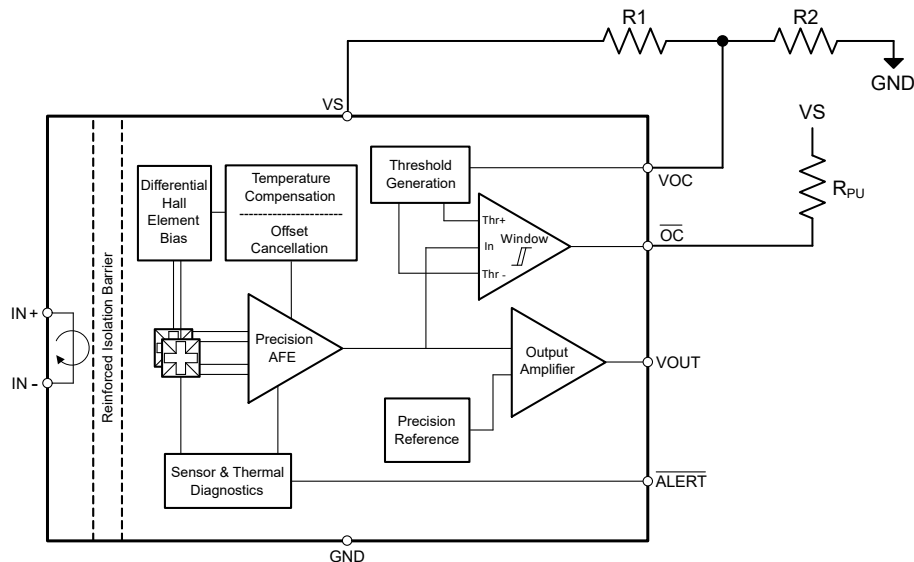 R1
R2
GND
VS
VS
R_PU
VOC
OC
Threshold
Generation
Thr+
In
Window
Thr -
Differential
Hall
Element
Bias
Temperature
Compensation
Offset
Cancellation
Reinforced Isolation Barrier
IN+
IN -
Precision
AFE
Output
Amplifier
VOUT
Precision
Reference
Sensor & Thermal
Diagnostics
ALERT
GND